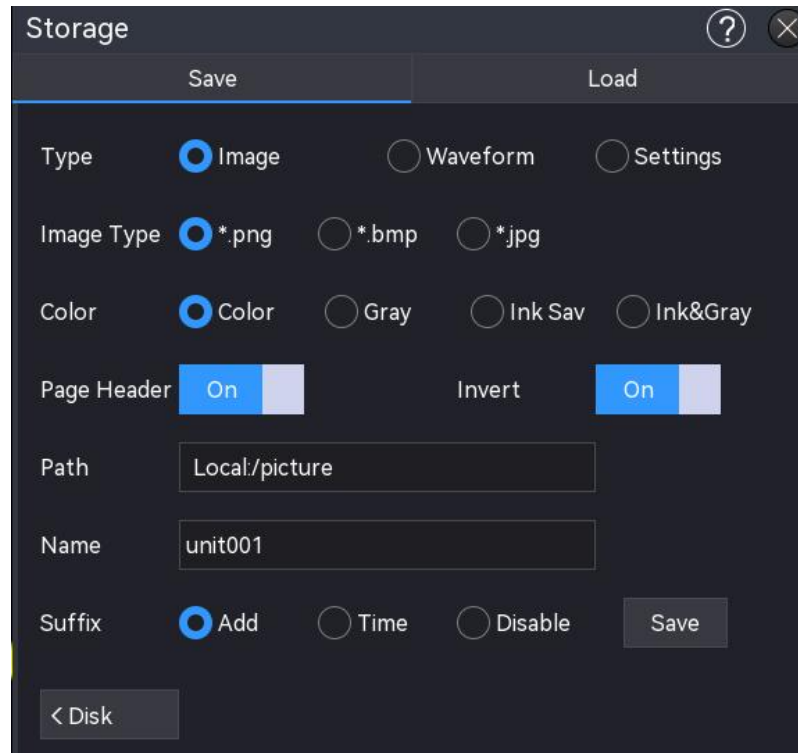 Storage ?
Save Load
Type Image Waveform Settings
Image Type *.png *.bmp *.jpg
Color Color Gray Ink Sav Ink&Gray
Page Header On Invert On
Path Local:/picture
Name unit001
Suffix Add Time Disable Save
< Disk